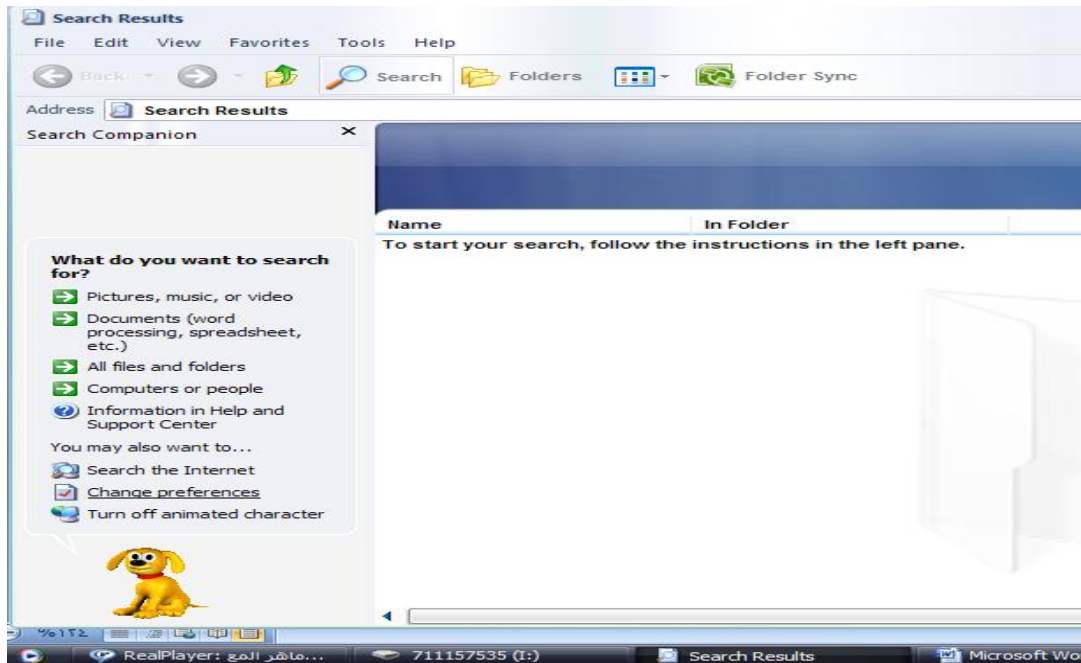 Search Results
File Edit View Favorites Tools Help
Back Search Folders Folder Sync
Address Search Results
Search Companion
Name In Folder
To start your search, follow the instructions in the left pane.
What do you want to search
for?
Pictures, music, or video
Documents (word
processing, spreadsheet,
etc.)
All files and folders
Computers or people
Information in Help and
Support Center
You may also want to...
Search the Internet
Change preferences
Turn off animated character
%١٢٢
RealPlayer: ماهر المع...
711157535 (I:)
Search Results
Microsoft Wo